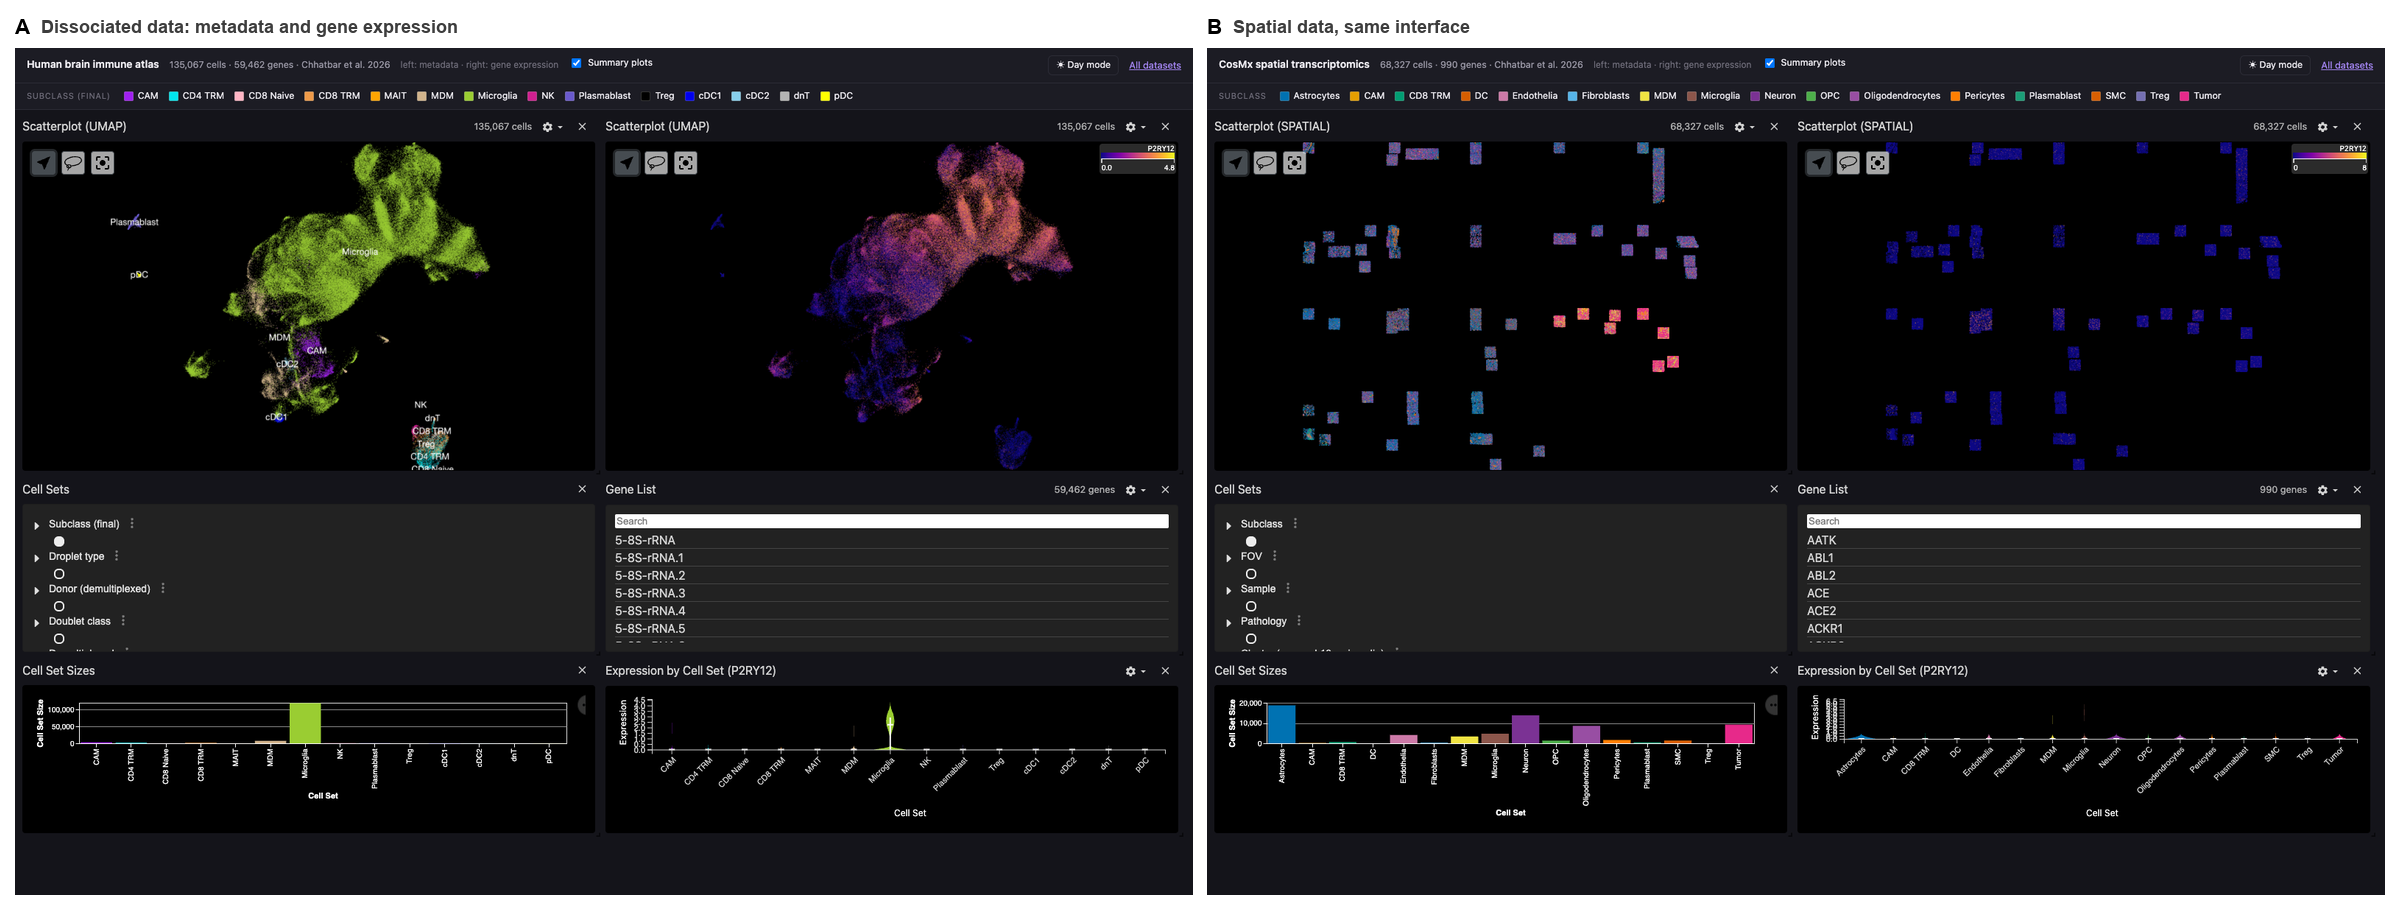 A Dissociated data: metadata and gene expression
Human brain immune atlas 135,067 cells · 59,462 genes · Chhatbar et al. 2026 left: metadata - right: gene expression Summary plots Day mode All datasets
SUBCLASS (FINAL) CAM CD4 TRM CD8 Naive CD8 TRM MAIT MDM Microglia NK Plasmablast Treg cDC1 cDC2 dnT pDC
Scatterplot (UMAP) 135,067 cells
Plasmablast
Microglia
pDC
MDM
CAM
cDC2
cDC1
NK
dnT
CD8 TRM
Treg
CD4 TRM
CD8 Naive
Scatterplot (UMAP) 135,067 cells
P2RY12
0.0 4.8
Cell Sets
Subclass (final)
Droplet type
Donor (demultiplexed)
Doublet class
Gene List 59,462 genes
Search
5-8S-rRNA
5-8S-rRNA.1
5-8S-rRNA.2
5-8S-rRNA.3
5-8S-rRNA.4
5-8S-rRNA.5
Cell Set Sizes
Cell Set Size
100,000
50,000
0
CAM CD4 TRM CD8 Naive CD8 TRM MAIT MDM Microglia NK Plasmablast Treg cDC1 cDC2 dnT pDC
Cell Set
Expression by Cell Set (P2RY12)
Expression
4.5
0.0
CAM CD4 TRM CD8 Naive CD8 TRM MAIT MDM Microglia NK Plasmablast Treg cDC1 cDC2 dnT pDC
Cell Set
B Spatial data, same interface
CosMx spatial transcriptomics 68,327 cells · 990 genes · Chhatbar et al. 2026 left: metadata - right: gene expression Summary plots Day mode All datasets
SUBCLASS Astrocytes CAM CD8 TRM DC Endothelia Fibroblasts MDM Microglia Neuron OPC Oligodendrocytes Pericytes Plasmablast SMC Treg Tumor
Scatterplot (SPATIAL) 68,327 cells
Scatterplot (SPATIAL) 68,327 cells
P2RY12
0 8
Cell Sets
Subclass
FOV
Sample
Pathology
Gene List 990 genes
Search
AATK
ABL1
ABL2
ACE
ACE2
ACKR1
Cell Set Sizes
Cell Set Size
20,000
10,000
0
Astrocytes CAM CD8 TRM DC Endothelia Fibroblasts MDM Microglia Neuron OPC Oligodendrocytes Pericytes Plasmablast SMC Treg Tumor
Cell Set
Expression by Cell Set (P2RY12)
Expression
Astrocytes CAM CD8 TRM DC Endothelia Fibroblasts MDM Microglia Neuron OPC Oligodendrocytes Pericytes Plasmablast SMC Treg Tumor
Cell Set